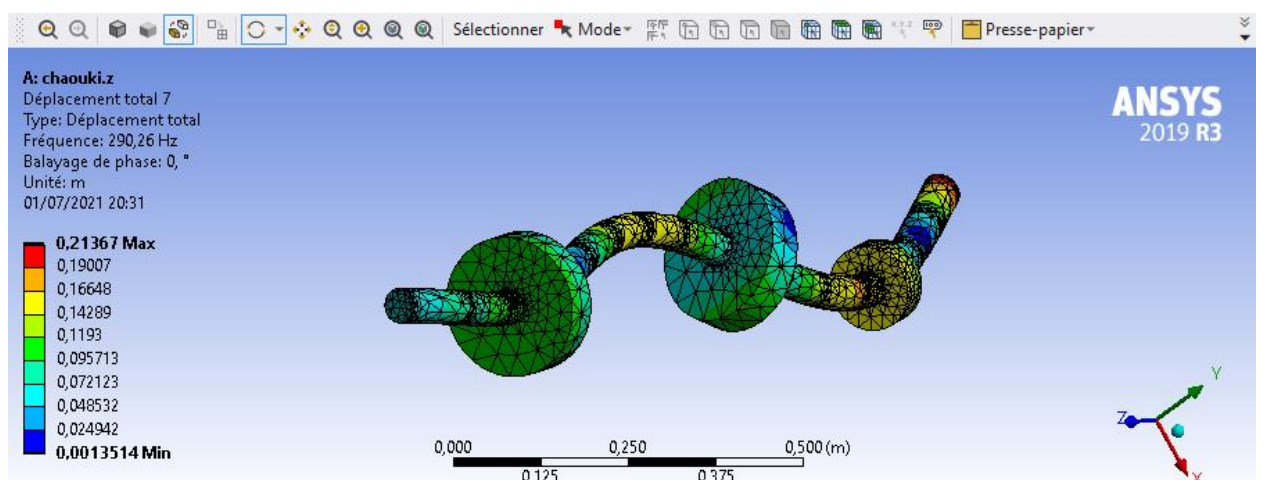 Sélectionner Mode Presse-papier
A: chaouki.z
Déplacement total 7
Type: Déplacement total
Fréquence: 290,26 Hz
Balayage de phase: 0, °
Unité: m
01/07/2021 20:31
0,21367 Max
0,19007
0,16648
0,14289
0,1193
0,095713
0,072123
0,048532
0,024942
0,0013514 Min
ANSYS
2019 R3
0,000 0,250 0,500 (m)
0,125 0,375
Y
Z
X